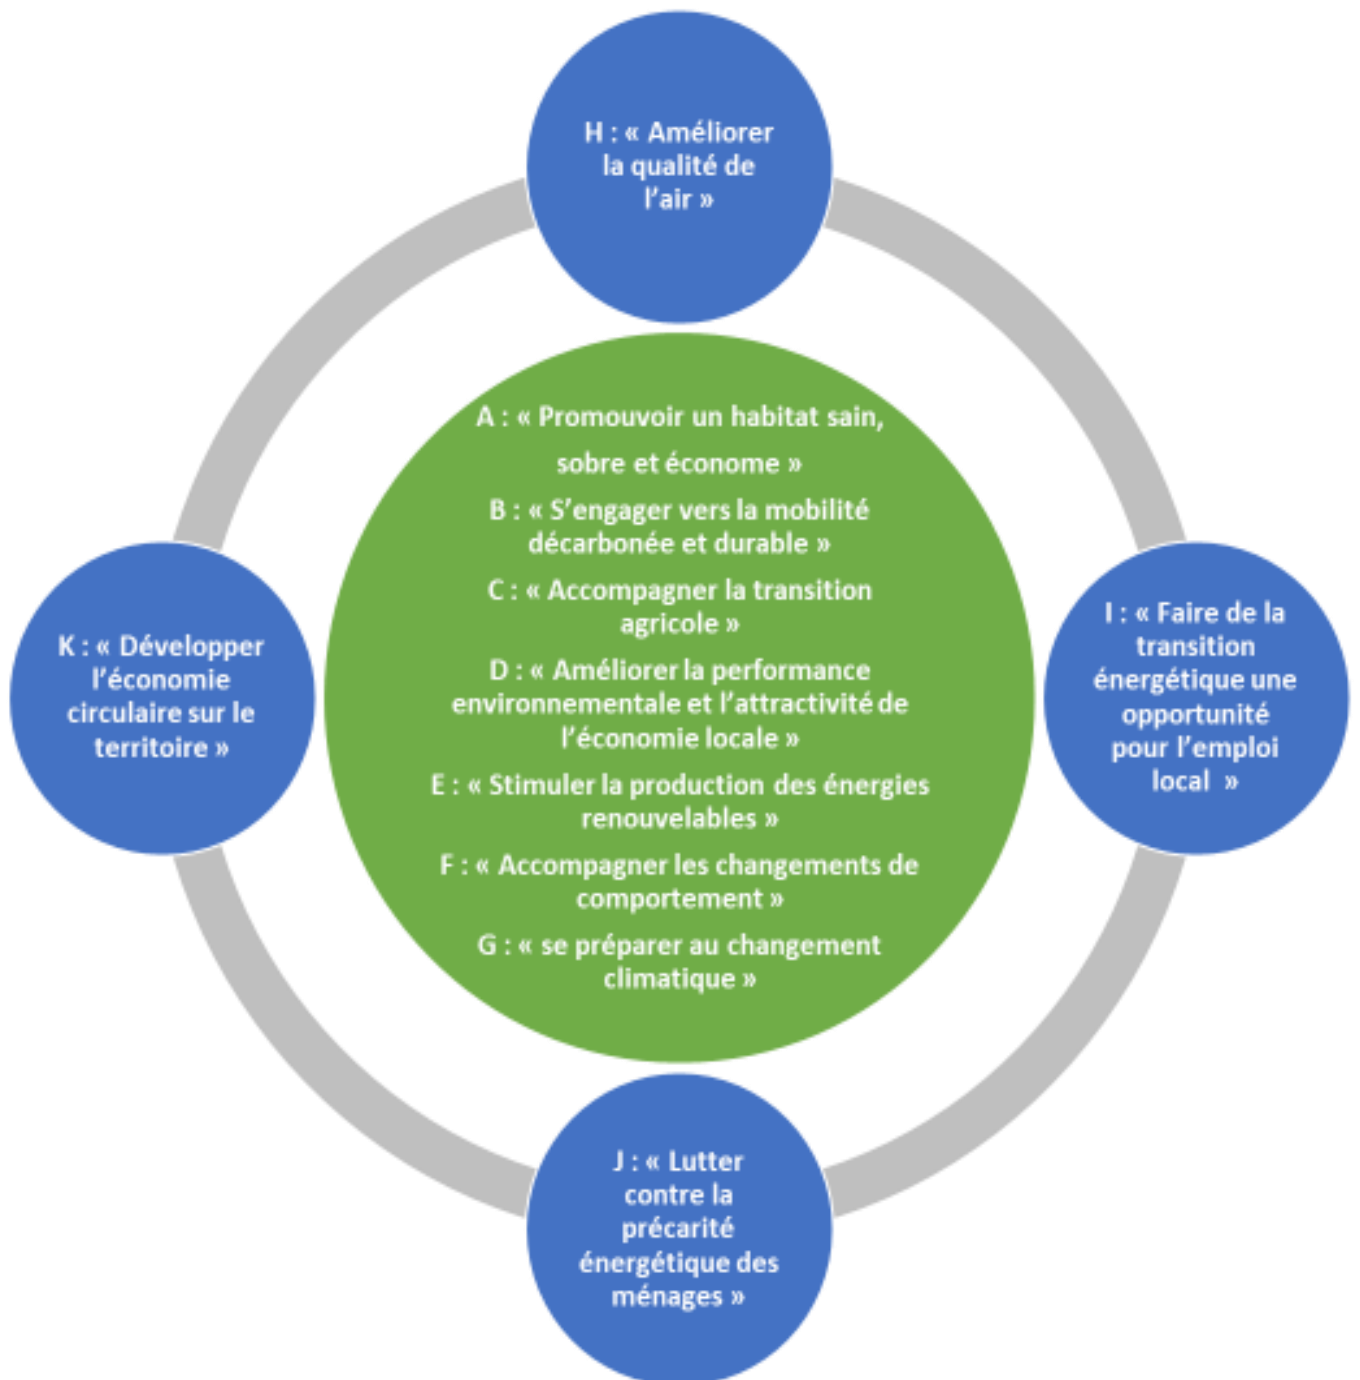 H : « Améliorer
la qualité de
l’air »
A : « Promouvoir un habitat sain,
sobre et économe »
B : « S’engager vers la mobilité
décarbonée et durable »
C : « Accompagner la transition
agricole »
D : « Améliorer la performance
environnementale et l’attractivité de
l’économie locale »
E : « Stimuler la production des énergies
renouvelables »
F : « Accompagner les changements de
comportement »
G : « se préparer au changement
climatique »
K : « Développer
l’économie
circulaire sur le
territoire »
I : « Faire de la
transition
énergétique une
opportunité
pour l’emploi
local  »
J : « Lutter
contre la
précarité
énergétique des
ménages »